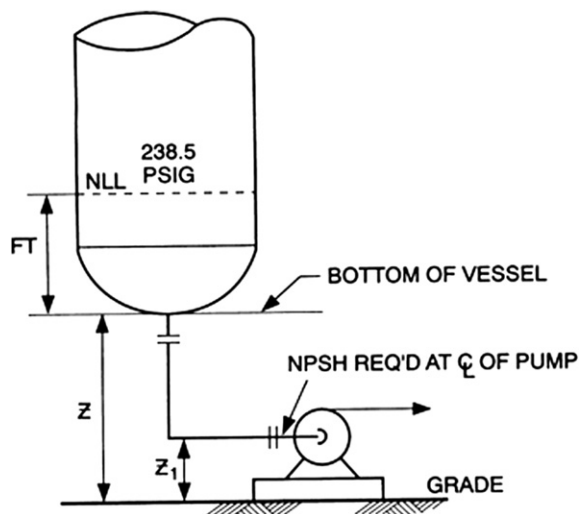 238.5
PSIG
NLL
FT
BOTTOM OF VESSEL
NPSH REQ'D AT ℄ OF PUMP
Z
Z₁
GRADE